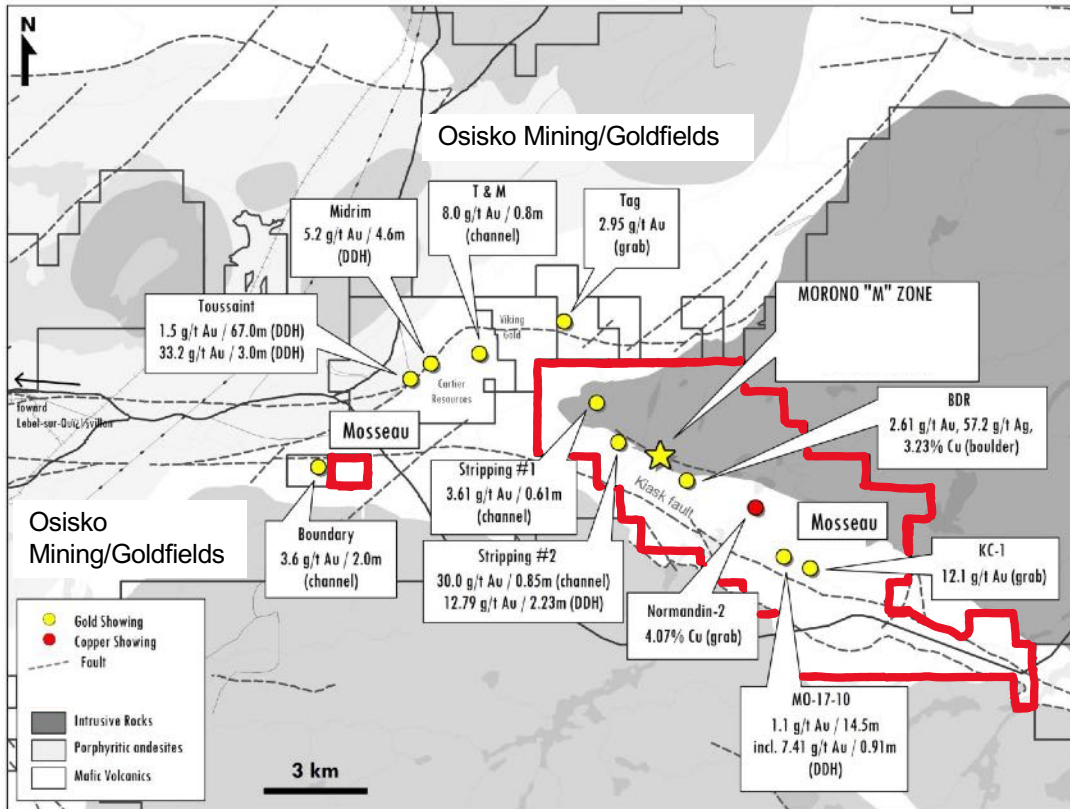 N
Osisko Mining/Goldfields
T & M
8.0 g/t Au / 0.8m
(channel)
Tag
2.95 g/t Au
(grab)
Midrim
5.2 g/t Au / 4.6m
(DDH)
MORONO "M" ZONE
Toussaint
1.5 g/t Au / 67.0m (DDH)
33.2 g/t Au / 3.0m (DDH)
Viking
Gold
Cartier
Resources
toward
Lebel-sur-Quévillon
Mosseau
BDR
2.61 g/t Au, 57.2 g/t Ag,
3.23% Cu (boulder)
Stripping #1
3.61 g/t Au / 0.61m
(channel)
Kiask fault
Mosseau
Osisko
Mining/Goldfields
Boundary
3.6 g/t Au / 2.0m
(channel)
Stripping #2
30.0 g/t Au / 0.85m (channel)
12.79 g/t Au / 2.23m (DDH)
KC-1
12.1 g/t Au (grab)
Normandin-2
4.07% Cu (grab)
MO-17-10
1.1 g/t Au / 14.5m
incl. 7.41 g/t Au / 0.91m
(DDH)
Gold Showing
Copper Showing
Fault
Intrusive Rocks
Porphyritic andesites
Mafic Volcanics
3 km